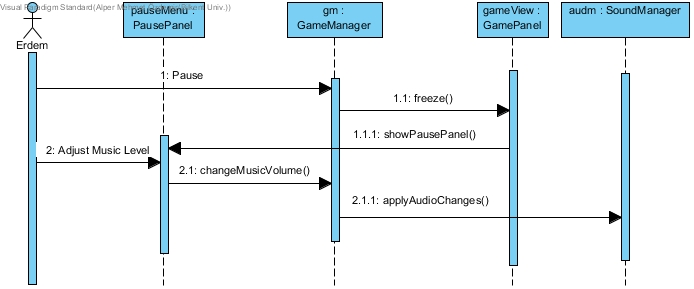 Visual Paradigm Standard(Alper
Univ.))
pauseMenu :
PausePanel
gm :
GameManager
gameView :
GamePanel
audm : SoundManager
Erdem
1: Pause
1.1: freeze()
1.1.1: showPausePanel()
2: Adjust Music Level
2.1: changeMusicVolume()
2.1.1: applyAudioChanges()